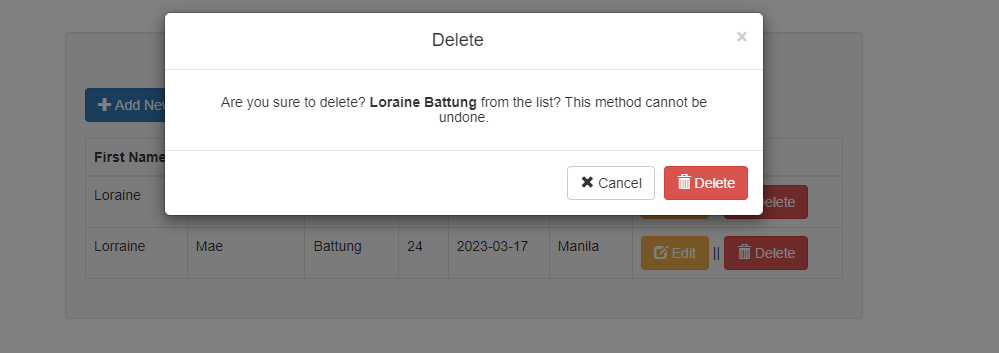 Delete ×
Are you sure to delete? Loraine Battung from the list? This method cannot be
undone.
Cancel Delete
Add New
First Name
Loraine elete
Lorraine Mae Battung 24 2023-03-17 Manila Edit || Delete